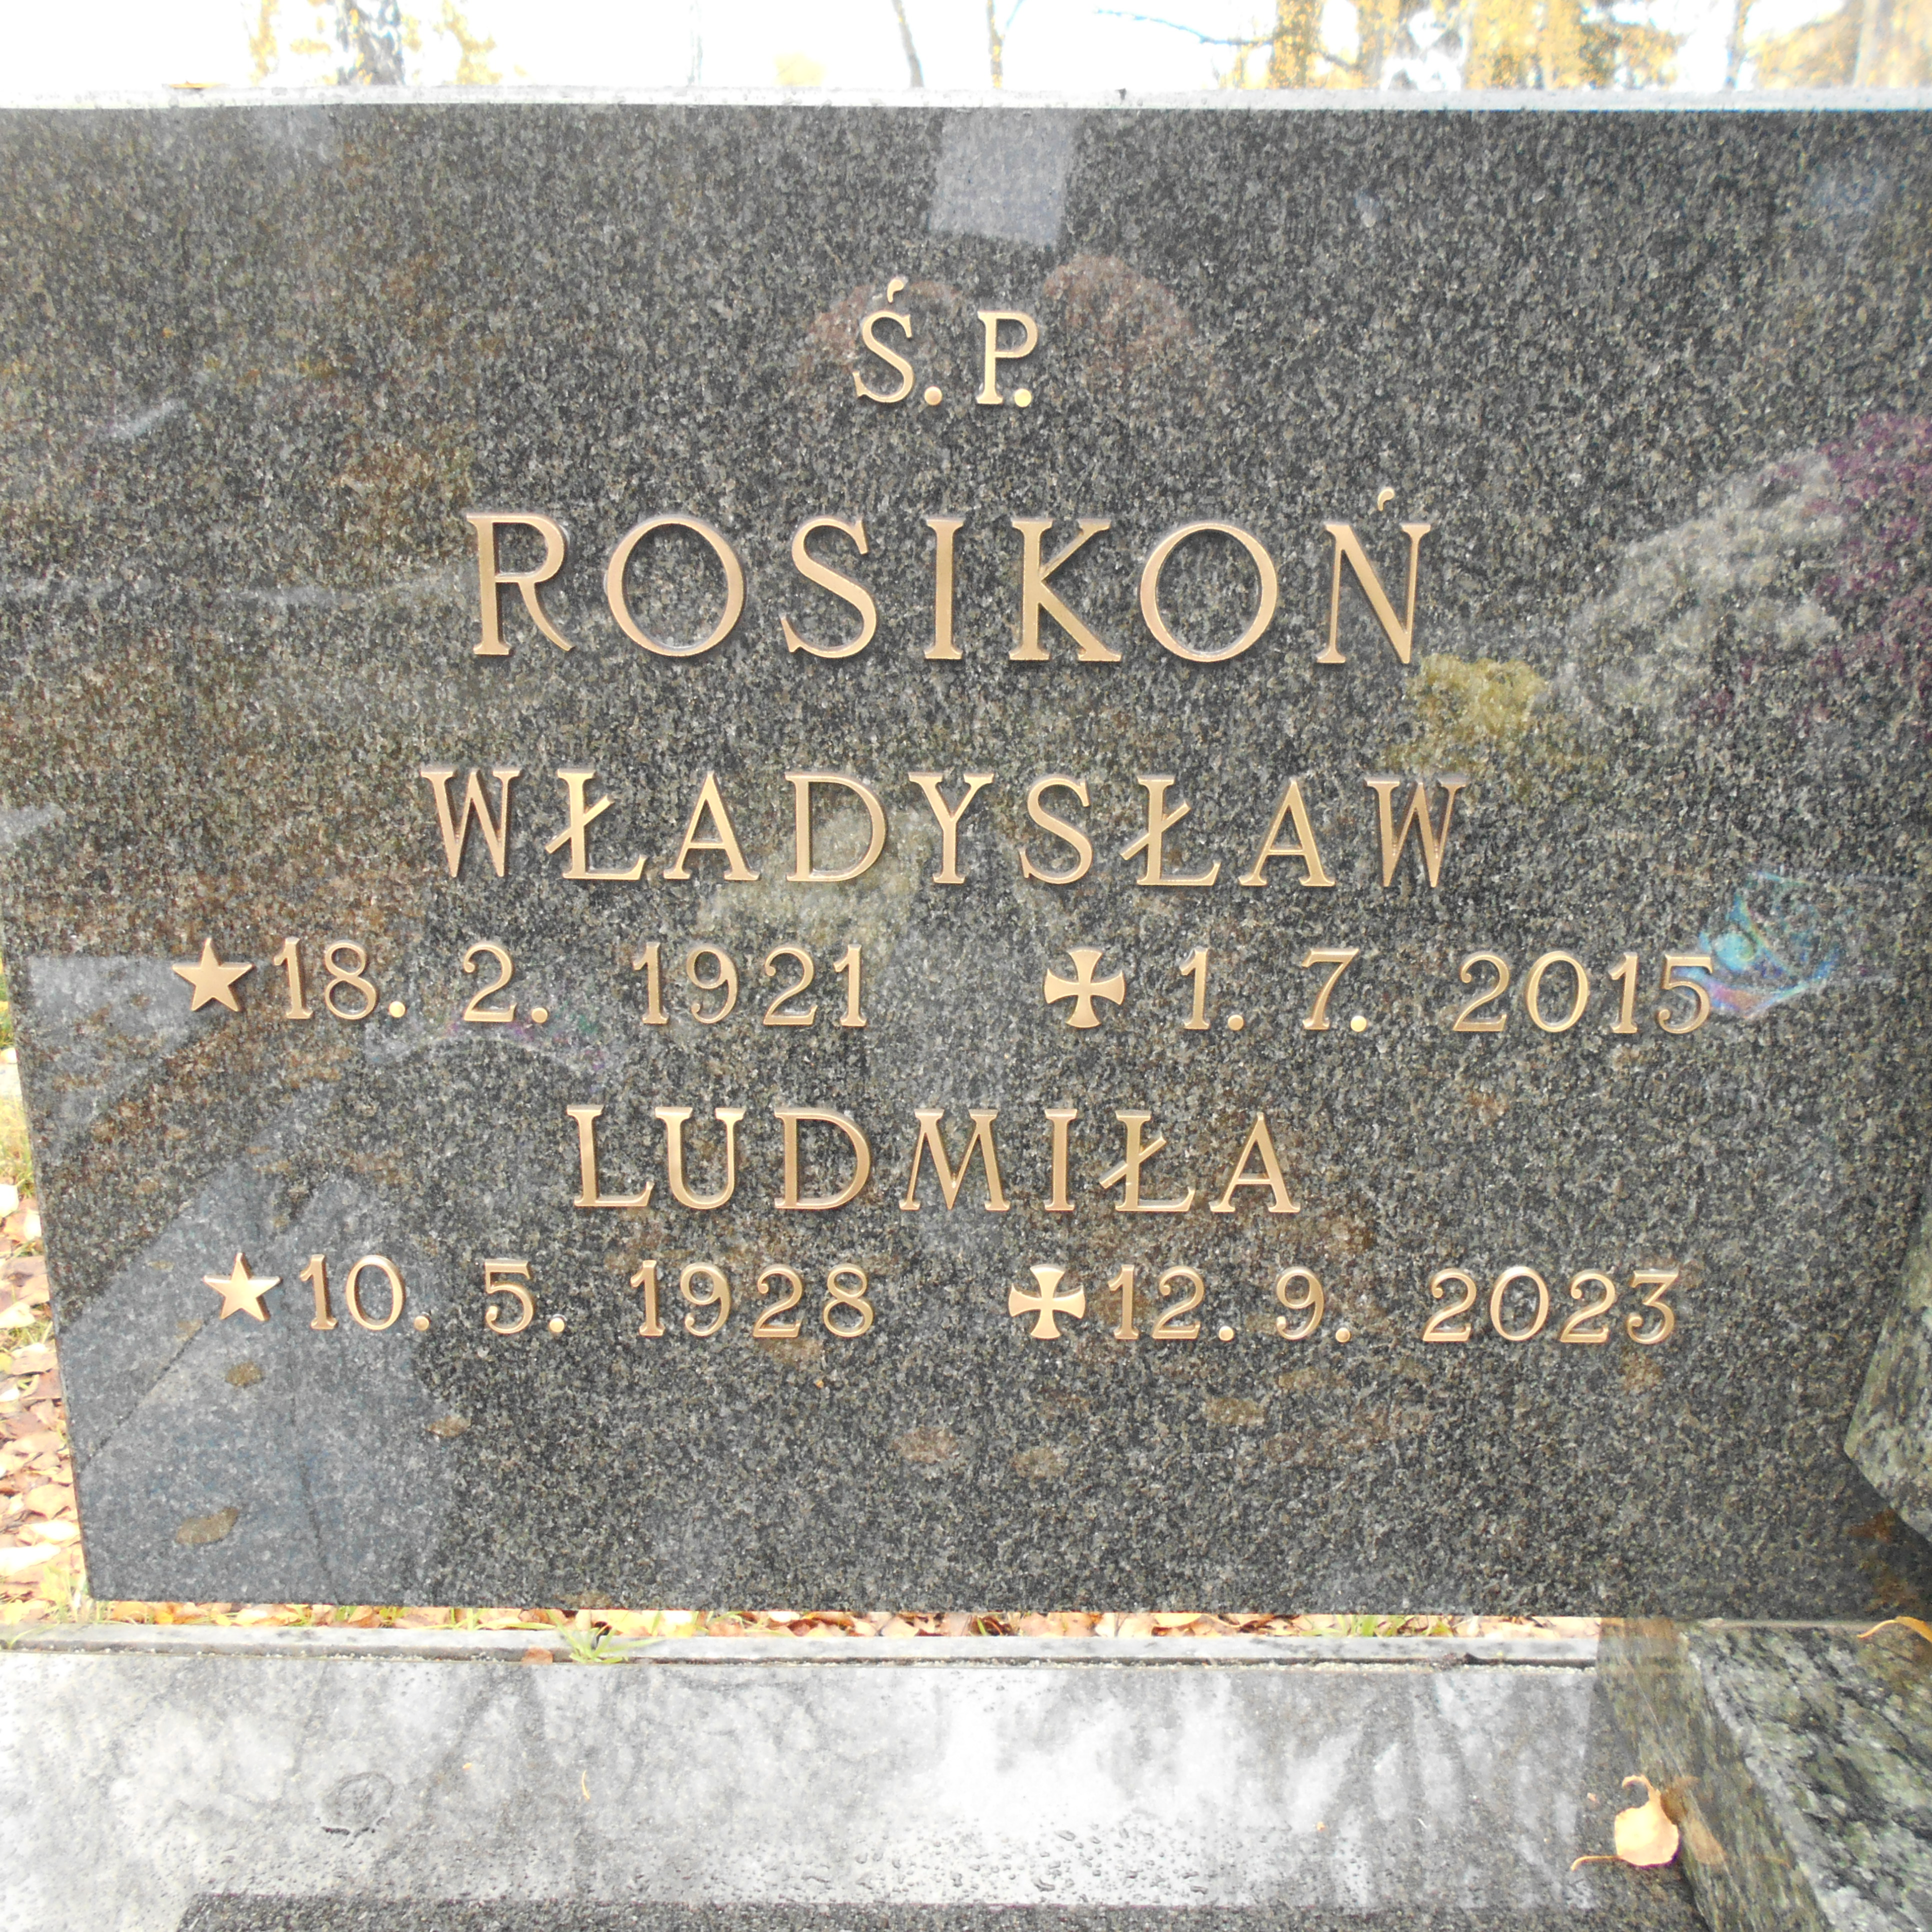 Ś. P.
ROSIKOŃ
WŁADYSŁAW
★ 18. 2. 1921 ✠ 1. 7. 2015
LUDMIŁA
★ 10. 5. 1928 ✠ 12. 9. 2023